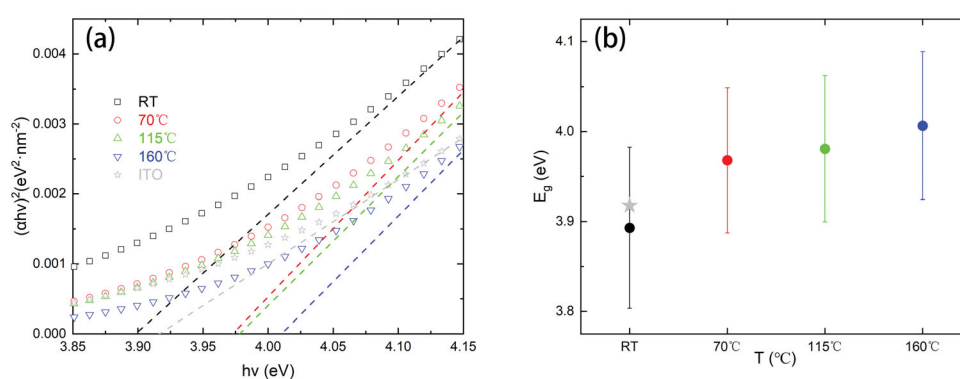 (a)
0.004
0.003
0.002
0.001
0.000
(αhν)²(eV²·nm⁻²)
RT
70℃
115℃
160℃
ITO
3.85 3.90 3.95 4.00 4.05 4.10 4.15
hν (eV)
(b)
4.1
4.0
3.9
3.8
E_g (eV)
RT 70℃ 115℃ 160℃
T (℃)